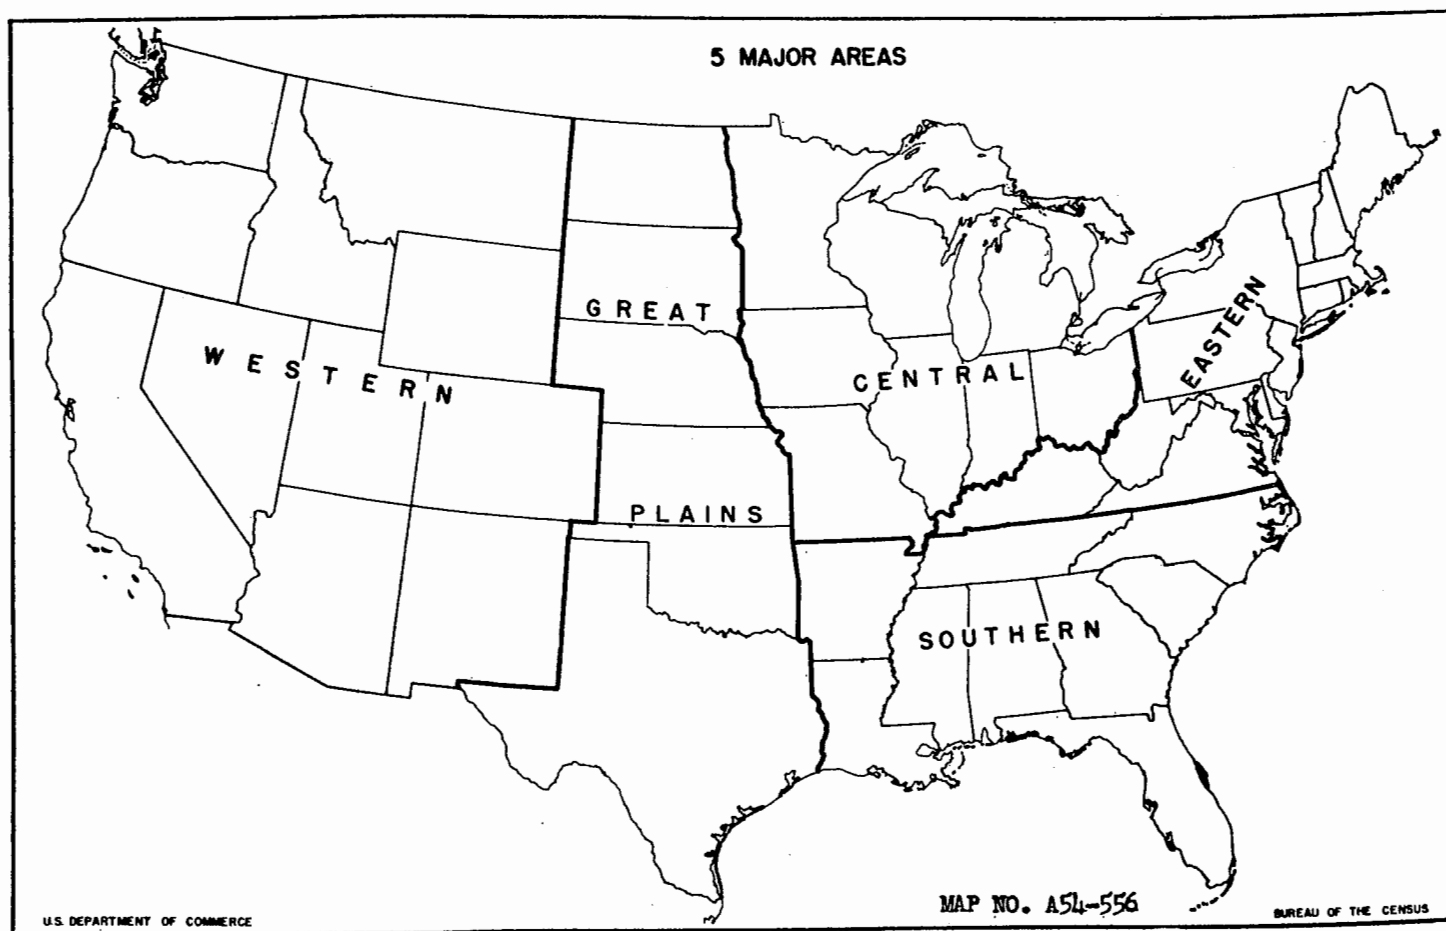 5 MAJOR AREAS
GREAT
WESTERN
CENTRAL
EASTERN
PLAINS
SOUTHERN
MAP NO. A54-556
U.S. DEPARTMENT OF COMMERCE
BUREAU OF THE CENSUS